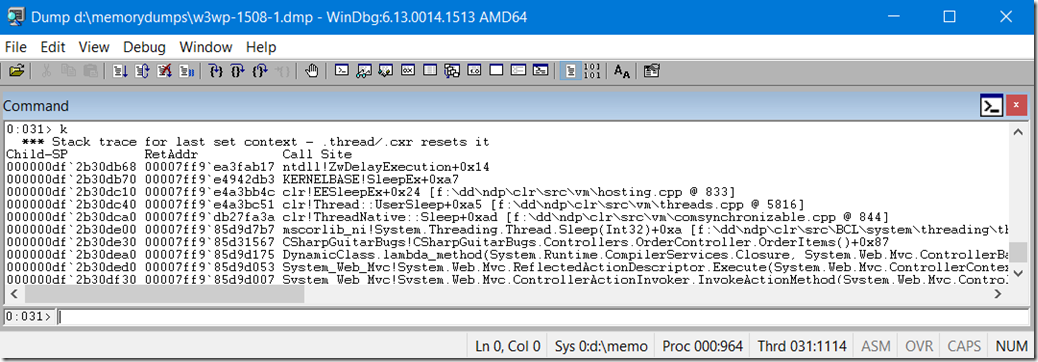 Dump d:\memorydumps\w3wp-1508-1.dmp - WinDbg:6.13.0014.1513 AMD64
File Edit View Debug Window Help
Command
0:031> k
*** Stack trace for last set context - .thread/.cxr resets it
Child-SP RetAddr Call Site
000000df`2b30db68 00007ff9`ea3fab17 ntdll!ZwDelayExecution+0x14
000000df`2b30db70 00007ff9`e4942db3 KERNELBASE!SleepEx+0xa7
000000df`2b30dc10 00007ff9`e4a3bb4c clr!EESleepEx+0x24 [f:\dd\ndp\clr\src\vm\hosting.cpp @ 833]
000000df`2b30dc40 00007ff9`e4a3bc51 clr!Thread::UserSleep+0xa5 [f:\dd\ndp\clr\src\vm\threads.cpp @ 5816]
000000df`2b30dca0 00007ff9`db27fa3a clr!ThreadNative::Sleep+0xad [f:\dd\ndp\clr\src\vm\comsynchronizable.cpp @ 844]
000000df`2b30de00 00007ff9`85d9d7b7 mscorlib_ni!System.Threading.Thread.Sleep(Int32)+0xa [f:\dd\ndp\clr\src\BCL\system\threading\th
000000df`2b30de30 00007ff9`85d31567 CSharpGuitarBugs!CSharpGuitarBugs.Controllers.OrderController.OrderItems()+0x87
000000df`2b30dea0 00007ff9`85d9d175 DynamicClass.lambda_method(System.Runtime.CompilerServices.Closure, System.Web.Mvc.ControllerBa
000000df`2b30ded0 00007ff9`85d9d053 System_Web_Mvc!System.Web.Mvc.ReflectedActionDescriptor.Execute(System.Web.Mvc.ControllerContex
000000df`2b30df30 00007ff9`85d9d007 System_Web_Mvc!System.Web.Mvc.ControllerActionInvoker.InvokeActionMethod(System.Web.Mvc.Control
0:031>
Ln 0, Col 0 Sys 0:d:\memo Proc 000:964 Thrd 031:1114 ASM OVR CAPS NUM